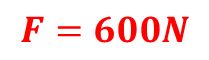 F = 600N